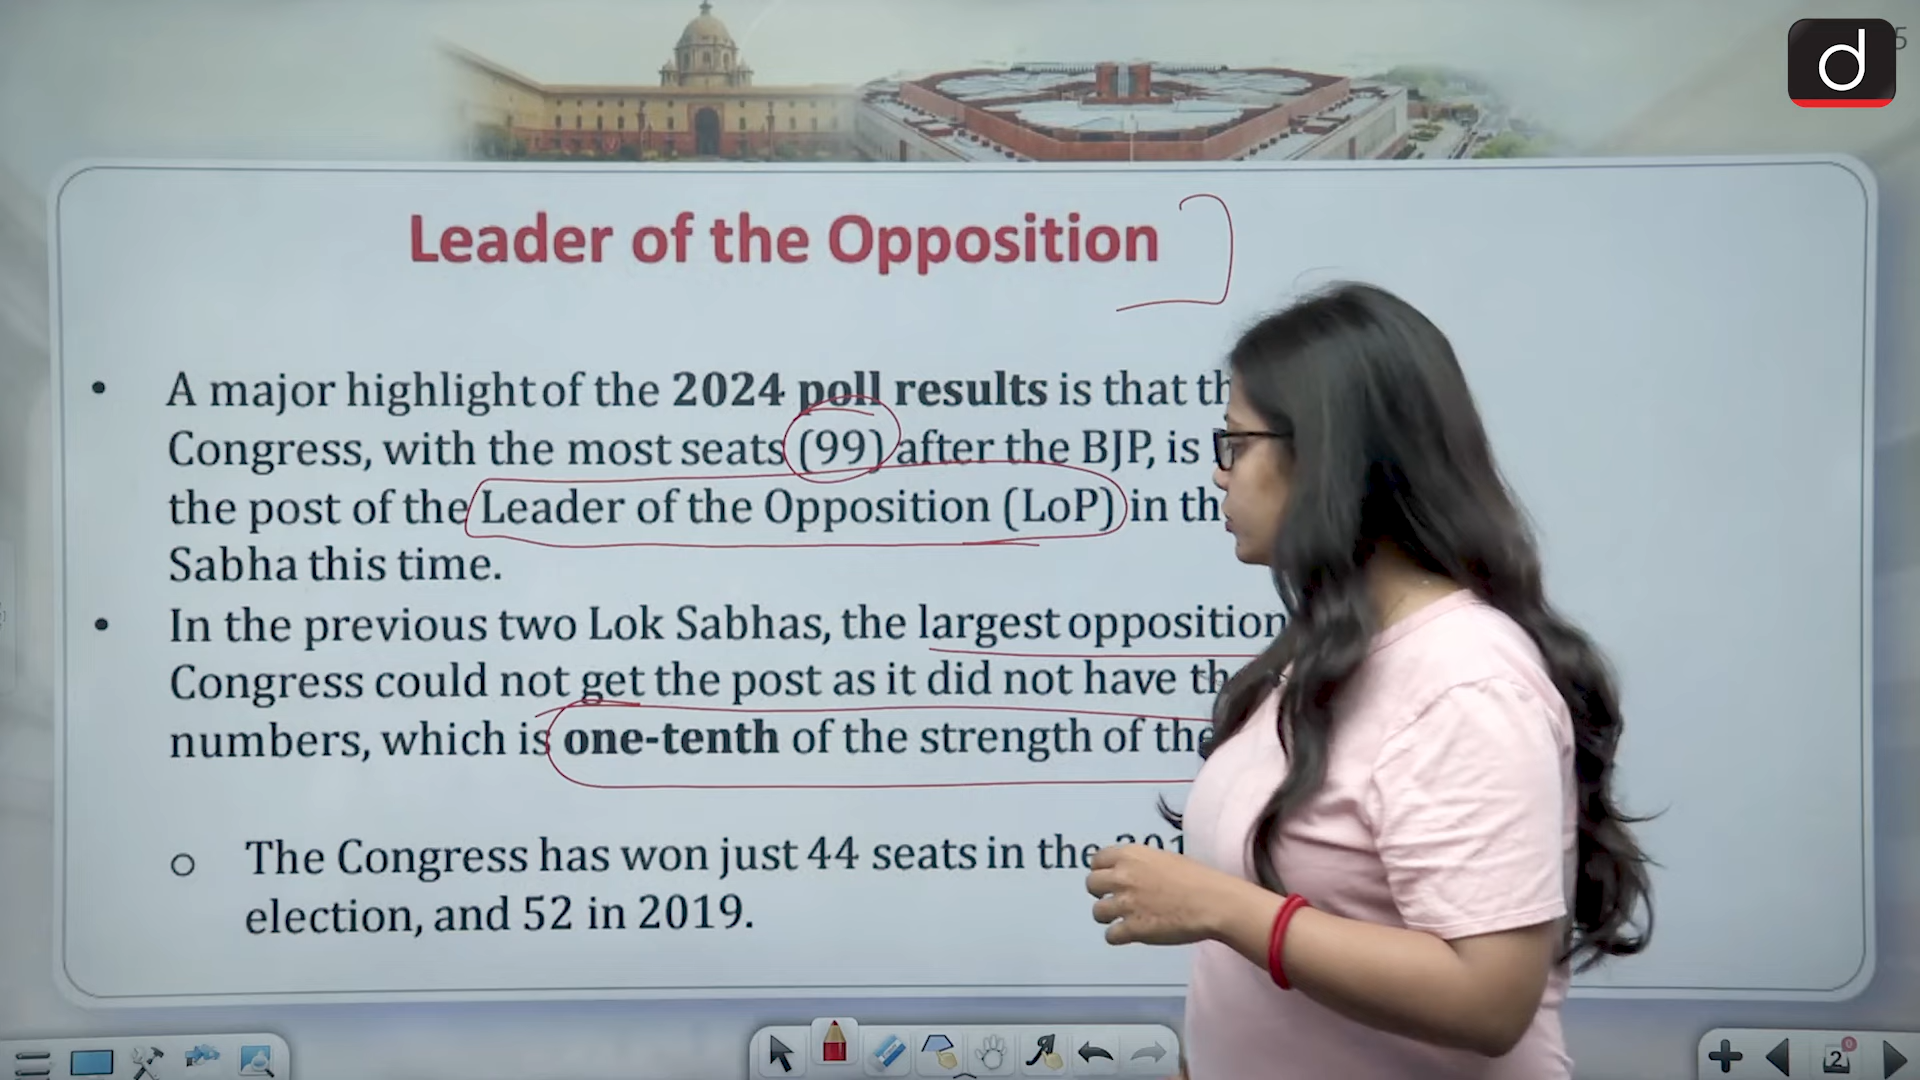 d
5
Leader of the Opposition
• A major highlight of the 2024 poll results is that
Congress, with the most seats (99) after the BJP, is
the post of the Leader of the Opposition (LoP) in
Sabha this time.
• In the previous two Lok Sabhas, the largest opposition
Congress could not get the post as it did not have
numbers, which is one-tenth of the strength of
○ The Congress has won just 44 seats in the
election, and 52 in 2019.
2
0